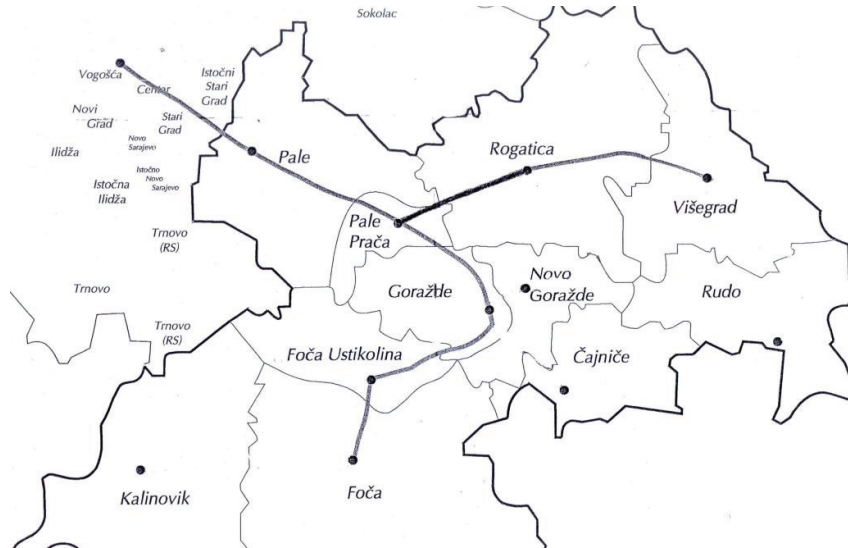 Sokolac
Vogošća
Centar
Istočni
Stari
Grad
Novi
Grad
Stari
Grad
Novo
Sarajevo
Ilidža
Pale
Rogatica
Istočno
Novo
Sarajevo
Istočna
Ilidža
Višegrad
Trnovo
(RS)
Pale
Prača
Trnovo
Goražde
Novo
Goražde
Rudo
Trnovo
(RS)
Foča Ustikolina
Čajniče
Kalinovik
Foča